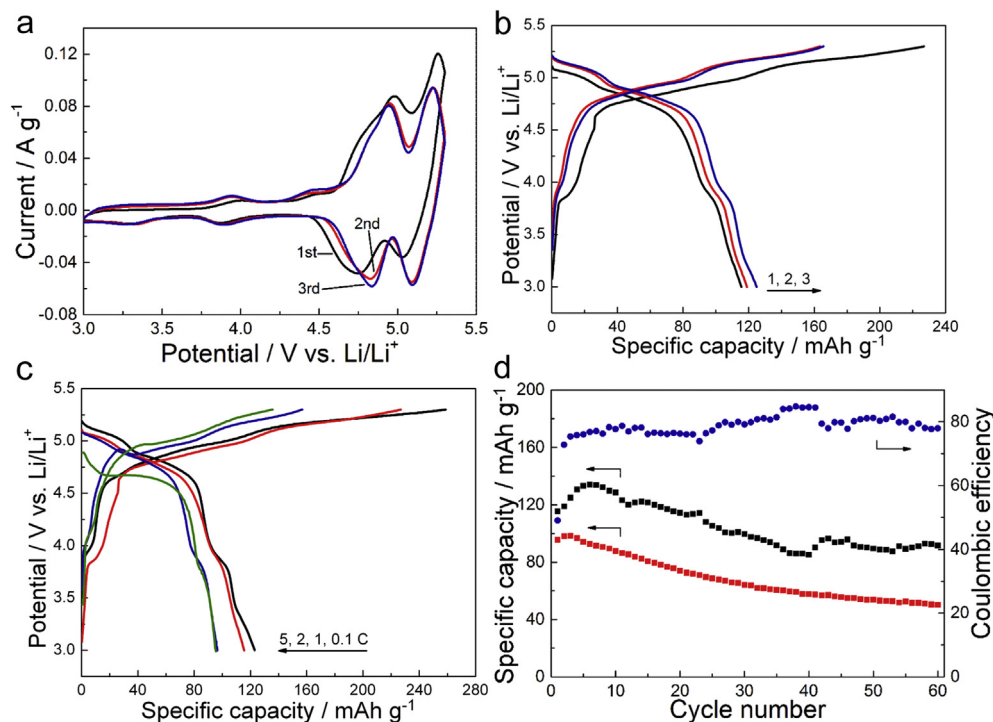 a
0.12
0.08
0.04
0.00
-0.04
-0.08
Current / A g⁻¹
1st
2nd
3rd
3.0 3.5 4.0 4.5 5.0 5.5
Potential / V vs. Li/Li⁺
b
5.5
5.0
4.5
4.0
3.5
3.0
Potential / V vs. Li/Li⁺
1, 2, 3
0 40 80 120 160 200 240
Specific capacity / mAh g⁻¹
c
5.5
5.0
4.5
4.0
3.5
3.0
Potential / V vs. Li/Li⁺
5, 2, 1, 0.1 C
0 40 80 120 160 200 240 280
Specific capacity / mAh g⁻¹
d
200
160
120
80
40
0
Specific capacity / mAh g⁻¹
80
60
40
20
0
Coulombic efficiency
0 10 20 30 40 50 60
Cycle number